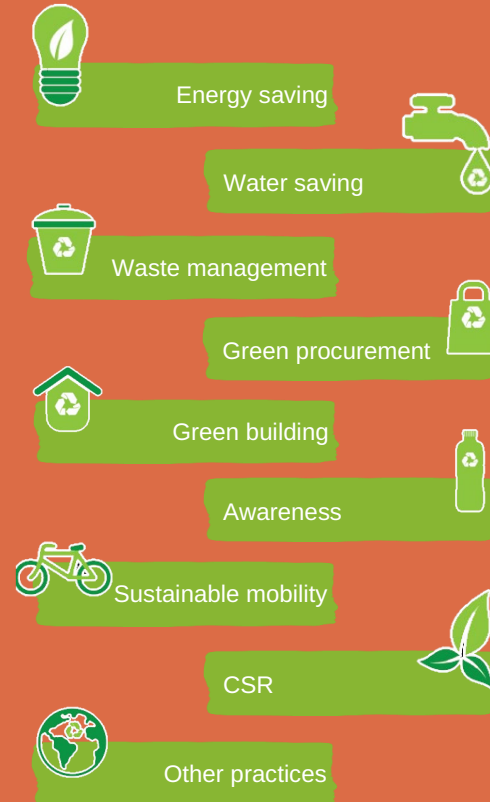 Energy saving
Water saving
Waste management
Green procurement
Green building
Awareness
Sustainable mobility
CSR
Other practices